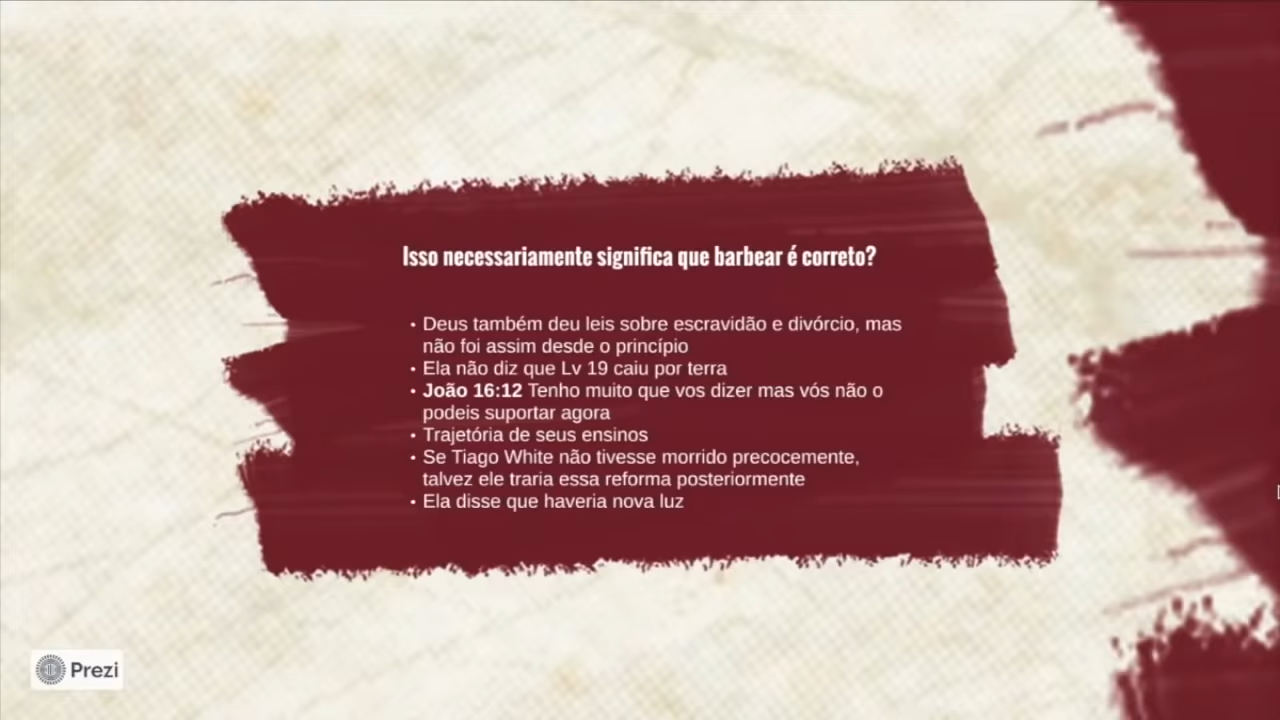 Isso necessariamente significa que barbear é correto?
• Deus também deu leis sobre escravidão e divórcio, mas
não foi assim desde o princípio
• Ela não diz que Lv 19 caiu por terra
• João 16:12 Tenho muito que vos dizer mas vós não o
podeis suportar agora
• Trajetória de seus ensinos
• Se Tiago White não tivesse morrido precocemente,
talvez ele traria essa reforma posteriormente
• Ela disse que haveria nova luz
Prezi